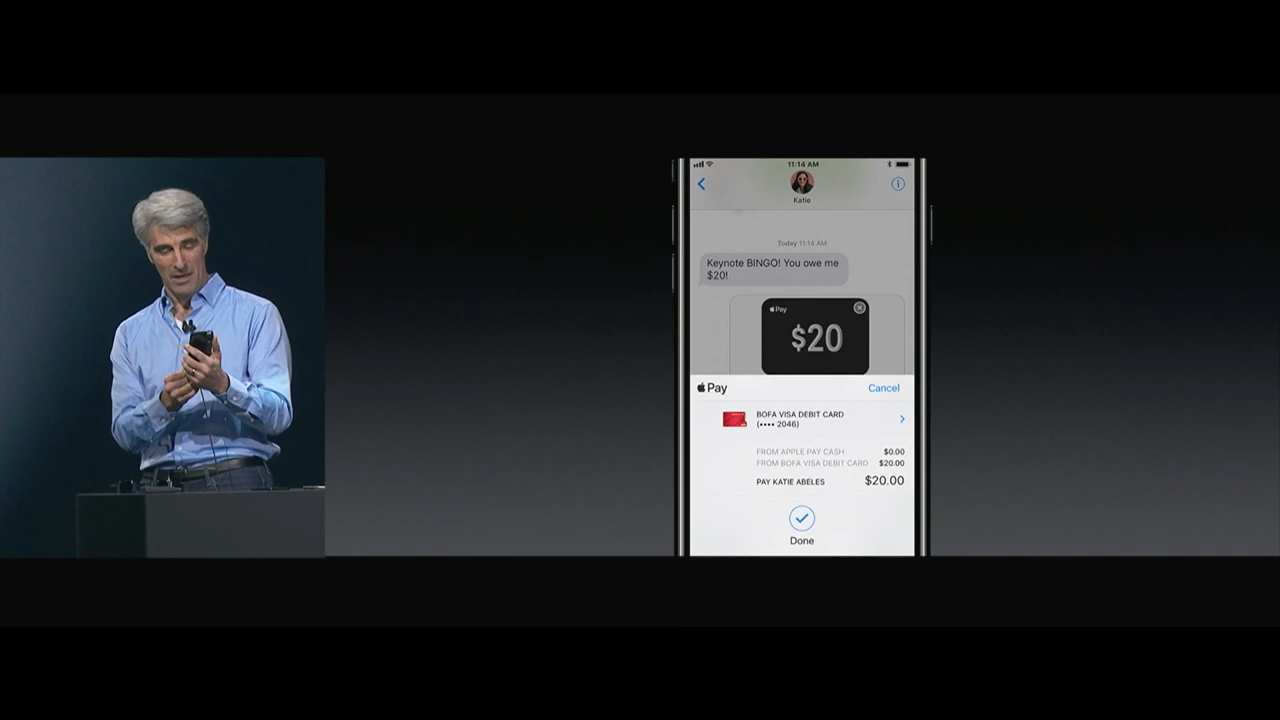 11:14 AM
Katie
Today 11:14 AM
Keynote BINGO! You owe me
$20!
Pay
$20
Pay
Cancel
BOFA VISA DEBIT CARD
(•••• 2046)
FROM APPLE PAY CASH $0.00
FROM BOFA VISA DEBIT CARD $20.00
PAY KATIE ABELES $20.00
Done